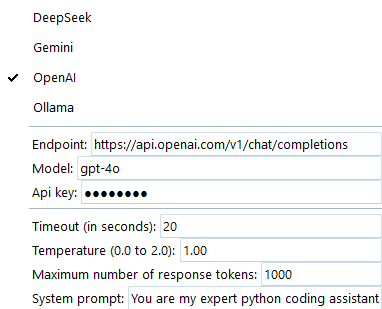 DeepSeek
Gemini
OpenAI
Ollama
Endpoint: https://api.openai.com/v1/chat/completions
Model: gpt-4o
Api key: ●●●●●●●●
Timeout (in seconds): 20
Temperature (0.0 to 2.0): 1.00
Maximum number of response tokens: 1000
System prompt: You are my expert python coding assistant